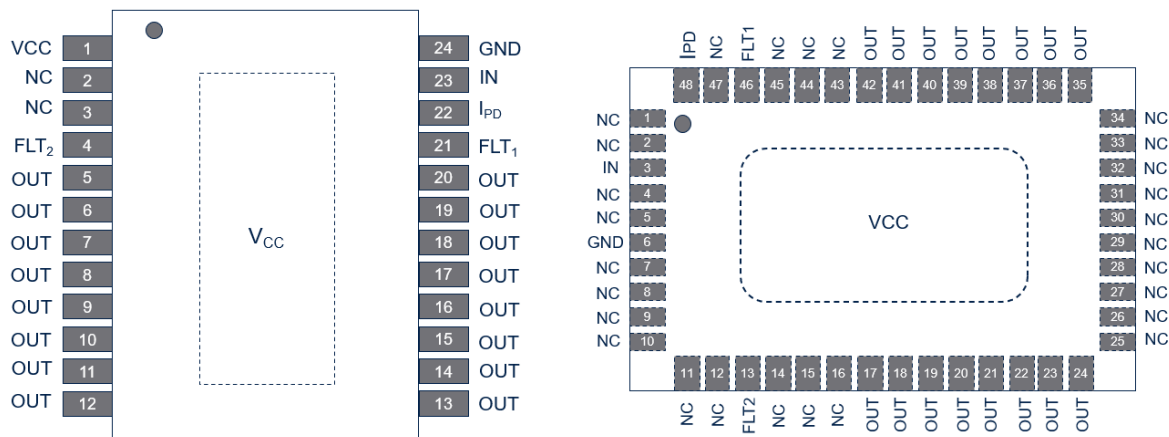 VCC 1
NC 2
NC 3
FLT₂ 4
OUT 5
OUT 6
OUT 7
OUT 8
OUT 9
OUT 10
OUT 11
OUT 12
V_CC
24 GND
23 IN
22 I_PD
21 FLT₁
20 OUT
19 OUT
18 OUT
17 OUT
16 OUT
15 OUT
14 OUT
13 OUT
I_PD NC FLT1 NC NC NC OUT OUT OUT OUT OUT OUT OUT OUT
48 47 46 45 44 43 42 41 40 39 38 37 36 35
NC 1
NC 2
IN 3
NC 4
NC 5
GND 6
NC 7
NC 8
NC 9
NC 10
VCC
34 NC
33 NC
32 NC
31 NC
30 NC
29 NC
28 NC
27 NC
26 NC
25 NC
11 12 13 14 15 16 17 18 19 20 21 22 23 24
NC NC FLT2 NC NC NC OUT OUT OUT OUT OUT OUT OUT OUT